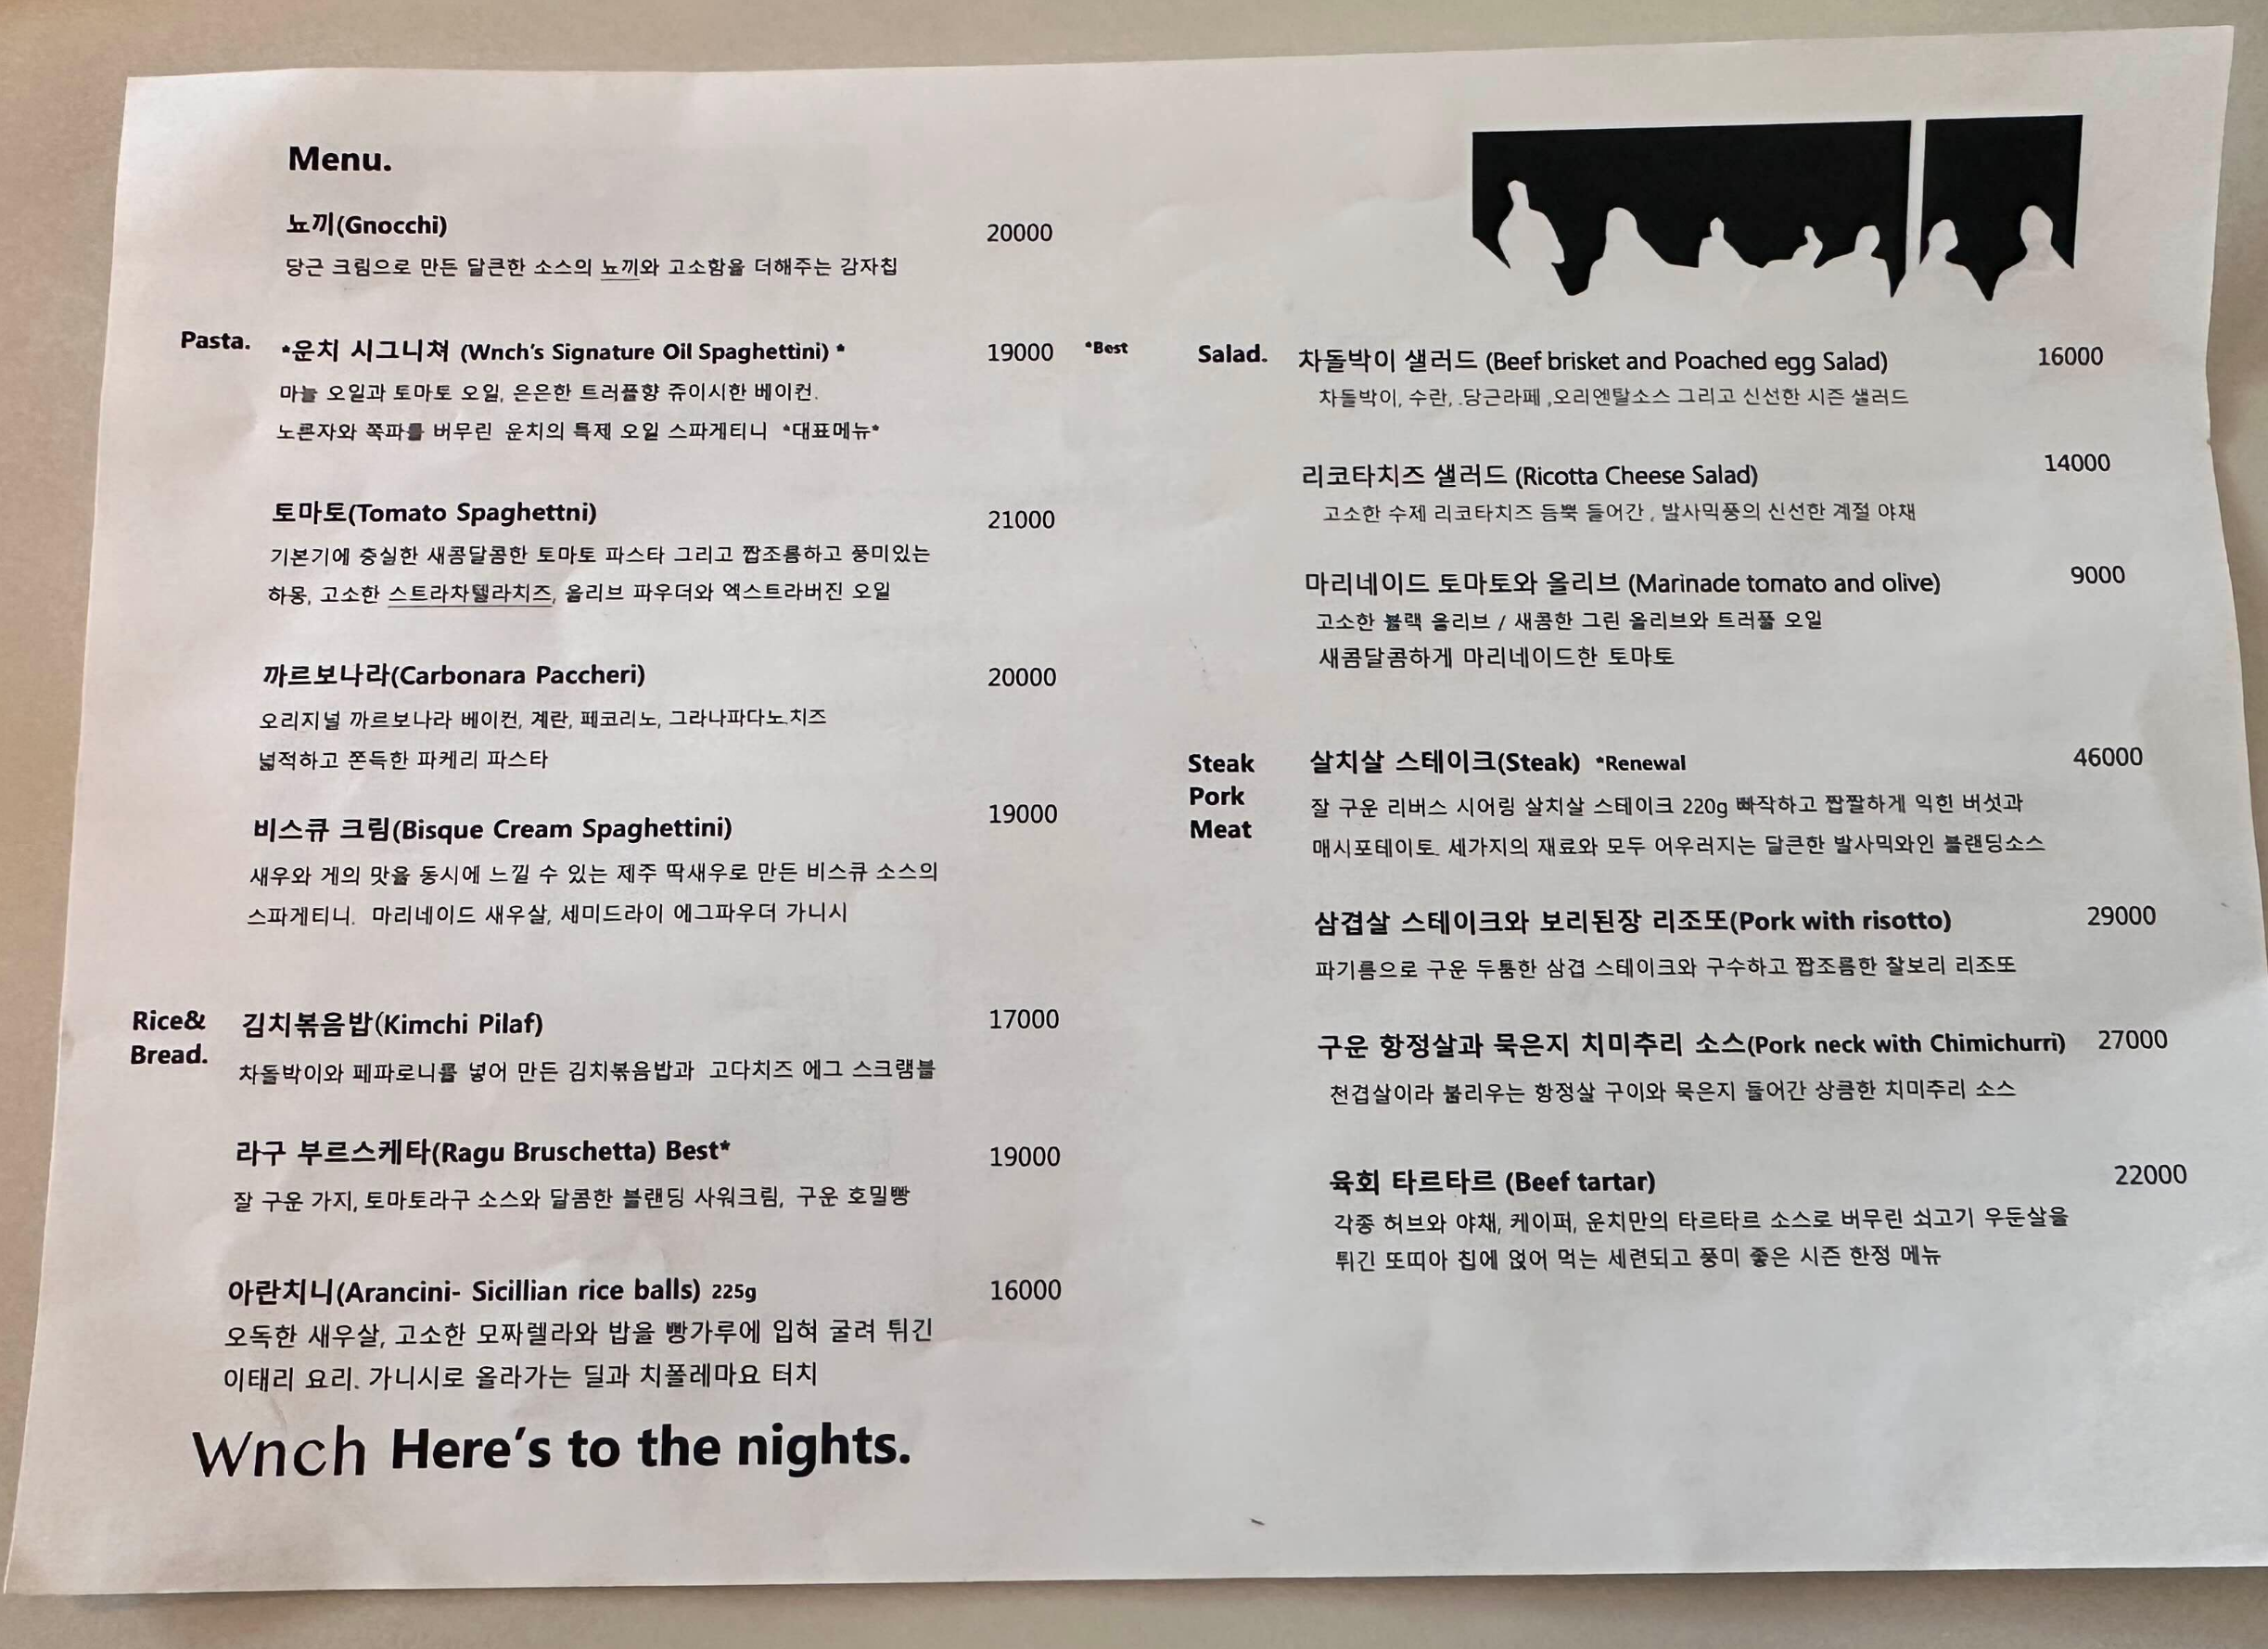 Menu.
뇨끼(Gnocchi) 20000
당근 크림으로 만든 달큰한 소스의 뇨끼와 고소함을 더해주는 감자칩
Pasta. *운치 시그니쳐 (Wnch's Signature Oil Spaghettini) * 19000 *Best
마늘 오일과 토마토 오일, 은은한 트러플향 쥬이시한 베이컨.
노른자와 쪽파를 버무린 운치의 특제 오일 스파게티니 *대표메뉴*
토마토(Tomato Spaghettni) 21000
기본기에 충실한 새콤달콤한 토마토 파스타 그리고 짭조름하고 풍미있는
하몽, 고소한 스트라차텔라치즈, 올리브 파우더와 엑스트라버진 오일
까르보나라(Carbonara Paccheri) 20000
오리지널 까르보나라 베이컨, 계란, 페코리노, 그라나파다노.치즈
넓적하고 쫀득한 파케리 파스타
비스큐 크림(Bisque Cream Spaghettini) 19000
새우와 게의 맛을 동시에 느낄 수 있는 제주 딱새우로 만든 비스큐 소스의
스파게티니. 마리네이드 새우살, 세미드라이 에그파우더 가니시
Rice& Bread. 김치볶음밥(Kimchi Pilaf) 17000
차돌박이와 페파로니를 넣어 만든 김치볶음밥과 고다치즈 에그 스크램블
라구 부르스케타(Ragu Bruschetta) Best* 19000
잘 구운 가지, 토마토라구 소스와 달콤한 블랜딩 사워크림, 구운 호밀빵
아란치니(Arancini- Sicillian rice balls) 225g 16000
오독한 새우살, 고소한 모짜렐라와 밥을 빵가루에 입혀 굴려 튀긴
이태리 요리. 가니시로 올라가는 딜과 치폴레마요 터치
Wnch Here's to the nights.
Salad. 차돌박이 샐러드 (Beef brisket and Poached egg Salad) 16000
차돌박이, 수란, .당근라페 ,오리엔탈소스 그리고 신선한 시즌 샐러드
리코타치즈 샐러드 (Ricotta Cheese Salad) 14000
고소한 수제 리코타치즈 듬뿍 들어간 , 발사믹풍의 신선한 계절 야채
마리네이드 토마토와 올리브 (Marinade tomato and olive) 9000
고소한 블랙 올리브 / 새콤한 그린 올리브와 트러풀 오일
새콤달콤하게 마리네이드한 토마토
Steak Pork Meat 살치살 스테이크(Steak) *Renewal 46000
잘 구운 리버스 시어링 살치살 스테이크 220g 빠작하고 짭짤하게 익힌 버섯과
매시포테이토. 세가지의 재료와 모두 어우러지는 달큰한 발사믹와인 블랜딩소스
삼겹살 스테이크와 보리된장 리조또(Pork with risotto) 29000
파기름으로 구운 두툼한 삼겹 스테이크와 구수하고 짭조름한 찰보리 리조또
구운 항정살과 묵은지 치미추리 소스(Pork neck with Chimichurri) 27000
천겹살이라 불리우는 항정살 구이와 묵은지 들어간 상큼한 치미추리 소스
육회 타르타르 (Beef tartar) 22000
각종 허브와 야채, 케이퍼, 운치만의 타르타르 소스로 버무린 쇠고기 우둔살을
튀긴 또띠아 칩에 얹어 먹는 세련되고 풍미 좋은 시즌 한정 메뉴